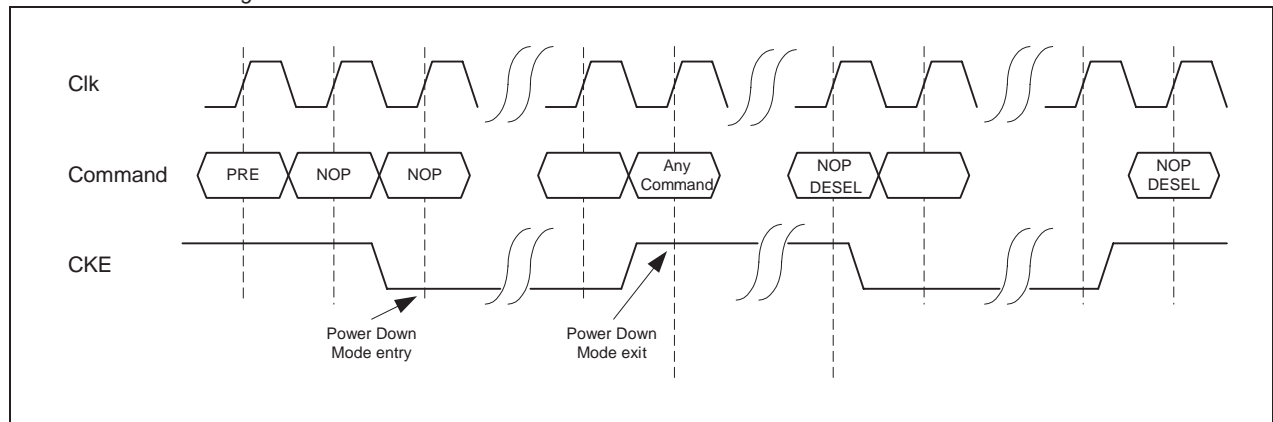 Clk
Command
PRE
NOP
NOP
Any
Command
NOP
DESEL
NOP
DESEL
CKE
Power Down
Mode entry
Power Down
Mode exit